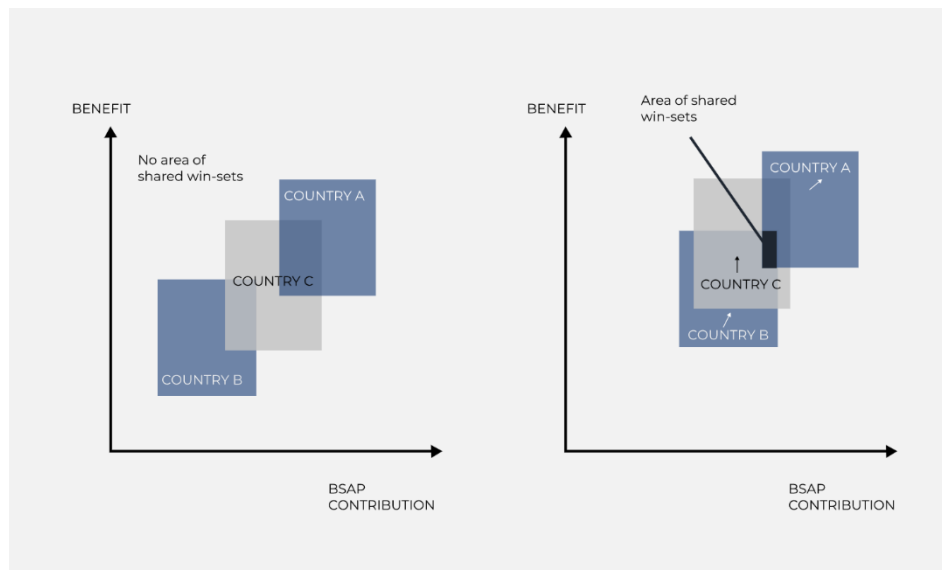 BENEFIT
No area of
shared win-sets
COUNTRY A
COUNTRY C
COUNTRY B
BSAP
CONTRIBUTION
BENEFIT
Area of shared
win-sets
COUNTRY A
COUNTRY C
COUNTRY B
BSAP
CONTRIBUTION